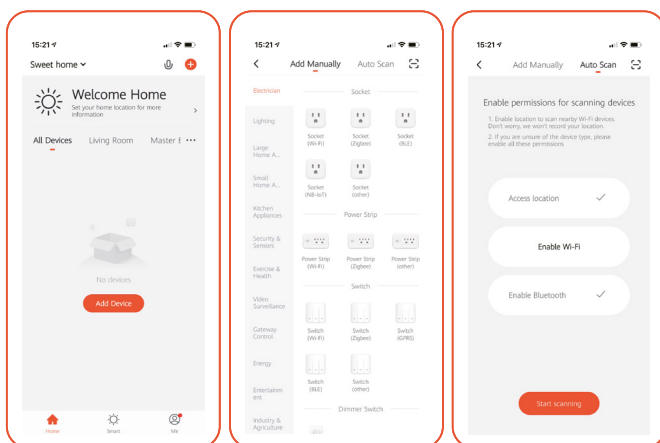 15:21
Sweet home
Welcome Home
Set your home location for more
information
All Devices
Living Room
Master E
No devices
Add Device
Home
Smart
Me
15:21
Add Manually
Auto Scan
Electrician
Lighting
Large
Home A...
Small
Home A...
Kitchen
Appliances
Security &
Sensors
Exercise &
Health
Video
Surveillance
Gateway
Control
Energy
Entertainm
ent
Industry &
Agriculture
Socket
Socket
(Wi-Fi)
Socket
(Zigbee)
Socket
(BLE)
Socket
(NB-IoT)
Socket
(other)
Power Strip
Power Strip
(Wi-Fi)
Power Strip
(Zigbee)
Power Strip
(other)
Switch
Switch
(Wi-Fi)
Switch
(Zigbee)
Switch
(GPRS)
Switch
(BLE)
Switch
(other)
Dimmer Switch
15:21
Add Manually
Auto Scan
Enable permissions for scanning devices
1. Enable location to scan nearby Wi-Fi devices.
Don't worry, we won't record your location.
2. If you are unsure of the device type, please
enable all these permissions
Access location
Enable Wi-Fi
Enable Bluetooth
Start scanning